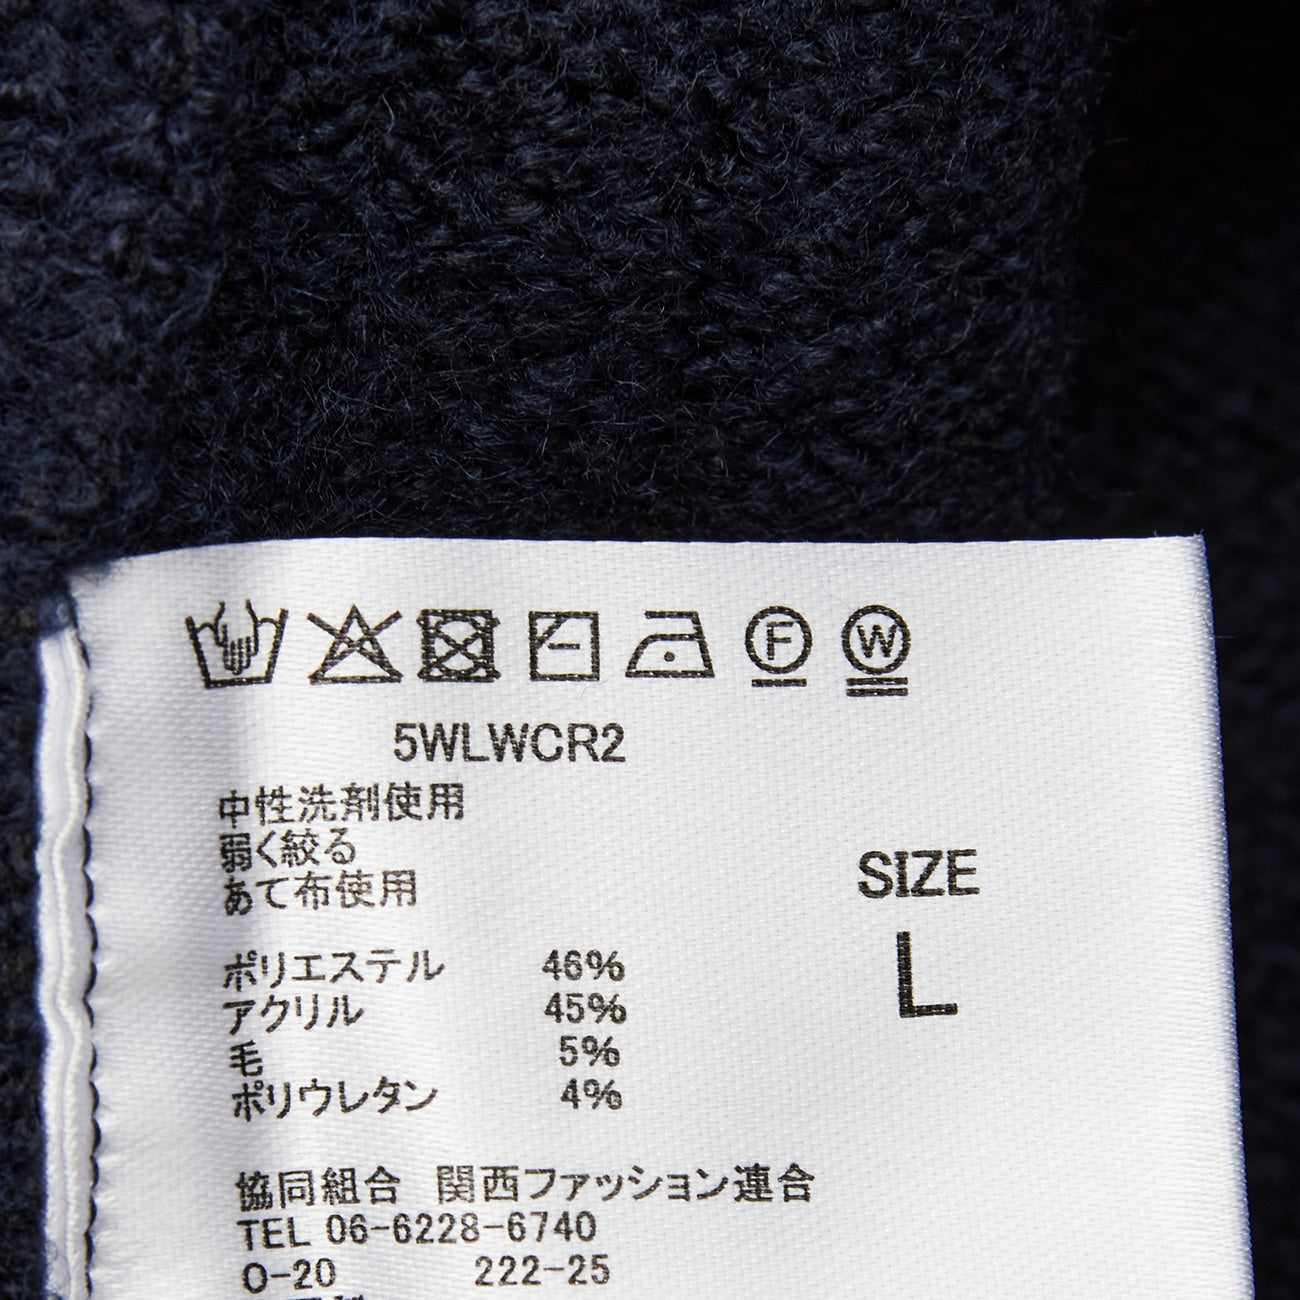 F W
5WLWCR2
中性洗剤使用
弱く絞る
あて布使用
SIZE
L
ポリエステル 46%
アクリル 45%
毛 5%
ポリウレタン 4%
協同組合 関西ファッション連合
TEL 06-6228-6740
O-20 222-25